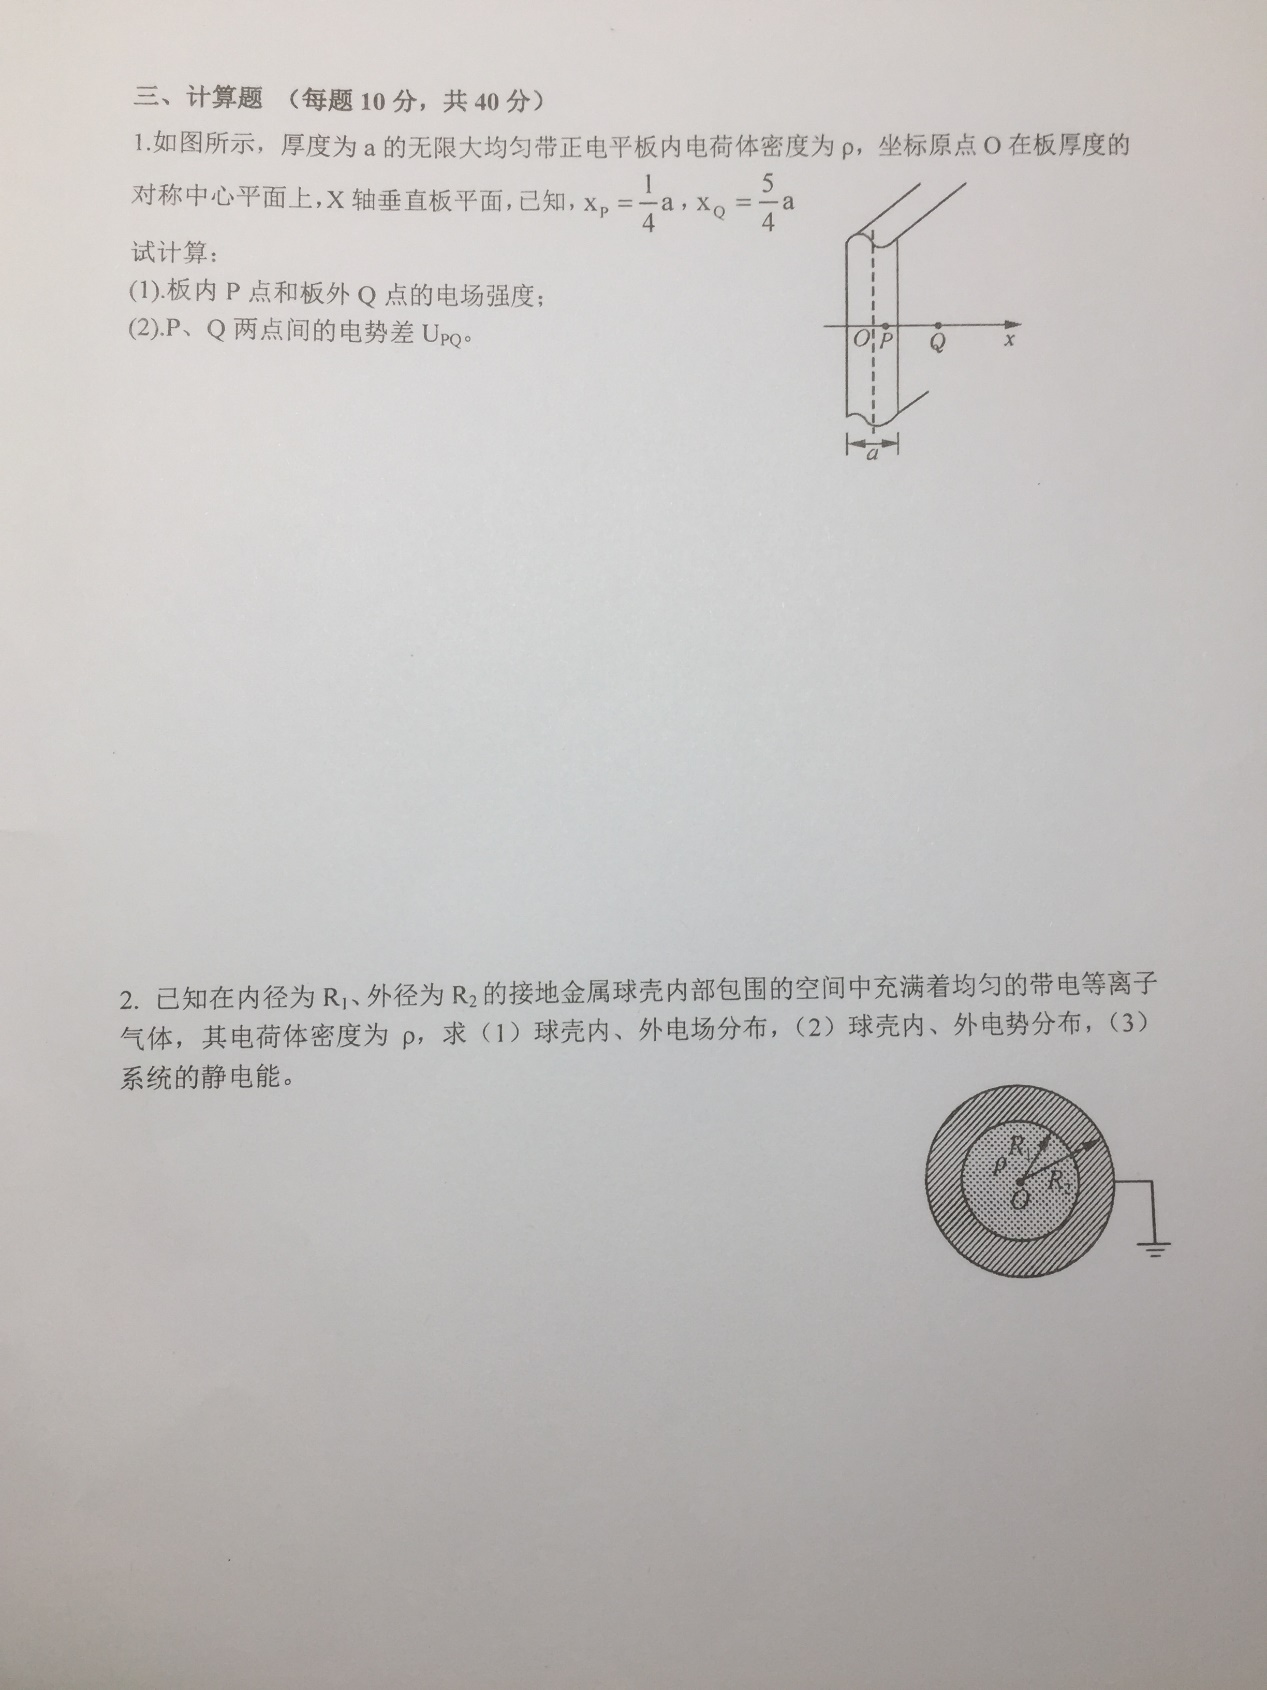 三、计算题 （每题 10 分，共 40 分）
1.如图所示，厚度为 a 的无限大均匀带正电平板内电荷体密度为 ρ，坐标原点 O 在板厚度的
对称中心平面上，X 轴垂直板平面，已知，x_P = 1/4 a，x_Q = 5/4 a
试计算：
(1).板内 P 点和板外 Q 点的电场强度；
(2).P、Q 两点间的电势差 U_PQ。
O P Q x
a
2. 已知在内径为 R₁、外径为 R₂ 的接地金属球壳内部包围的空间中充满着均匀的带电等离子
气体，其电荷体密度为 ρ，求（1）球壳内、外电场分布，（2）球壳内、外电势分布，（3）
系统的静电能。
R₁
ρ R₂
O